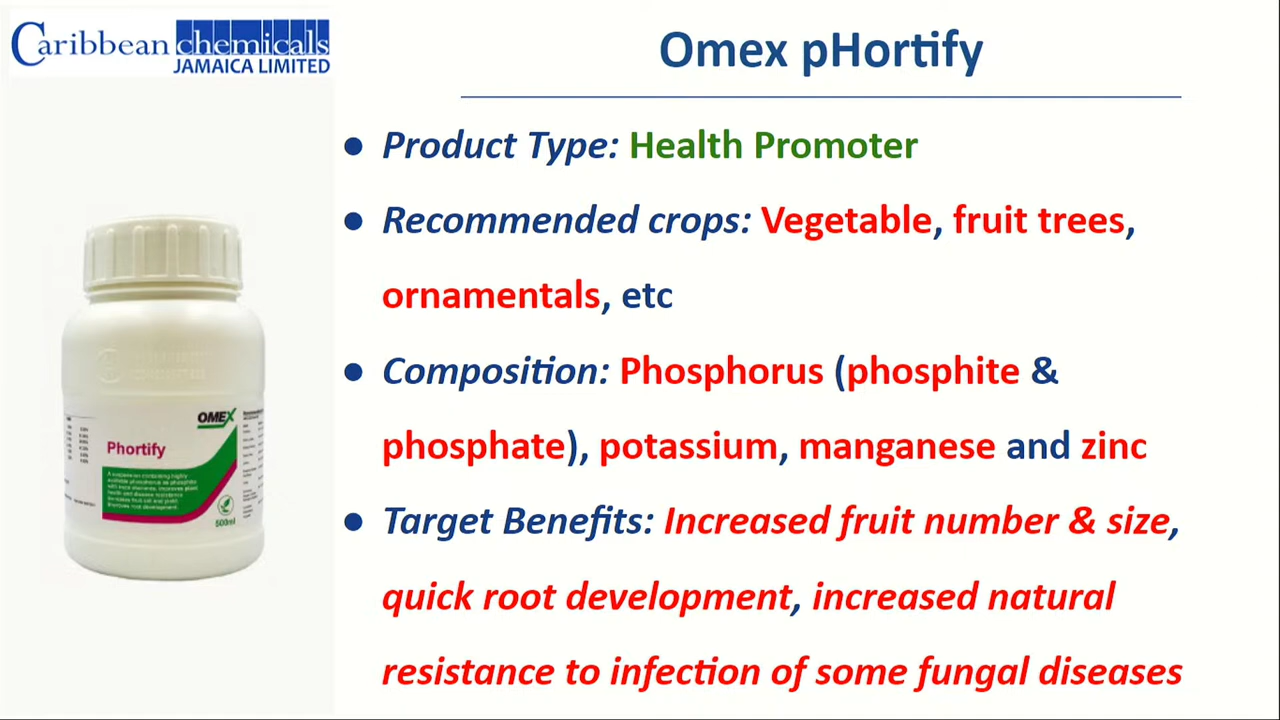 Caribbean chemicals
JAMAICA LIMITED
Omex pHortify
● Product Type: Health Promoter
● Recommended crops: Vegetable, fruit trees,
ornamentals, etc
● Composition: Phosphorus (phosphite &
phosphate), potassium, manganese and zinc
● Target Benefits: Increased fruit number & size,
quick root development, increased natural
resistance to infection of some fungal diseases
OMEX
Phortify
500ml